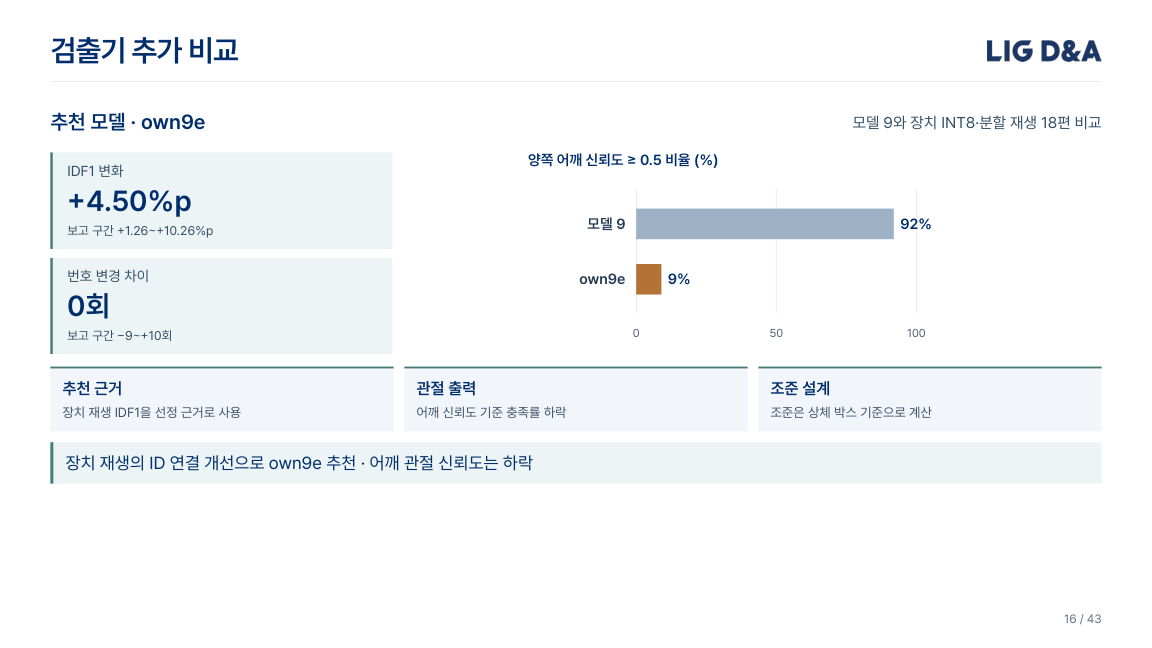 검출기 추가 비교
LIG D&A
추천 모델 · own9e
모델 9와 장치 INT8·분할 재생 18편 비교
IDF1 변화
+4.50%p
보고 구간 +1.26~+10.26%p
번호 변경 차이
0회
보고 구간 −9~+10회
양쪽 어깨 신뢰도 ≥ 0.5 비율 (%)
모델 9
92%
own9e
9%
0
50
100
추천 근거
장치 재생 IDF1을 선정 근거로 사용
관절 출력
어깨 신뢰도 기준 충족률 하락
조준 설계
조준은 상체 박스 기준으로 계산
장치 재생의 ID 연결 개선으로 own9e 추천 · 어깨 관절 신뢰도는 하락
16 / 43